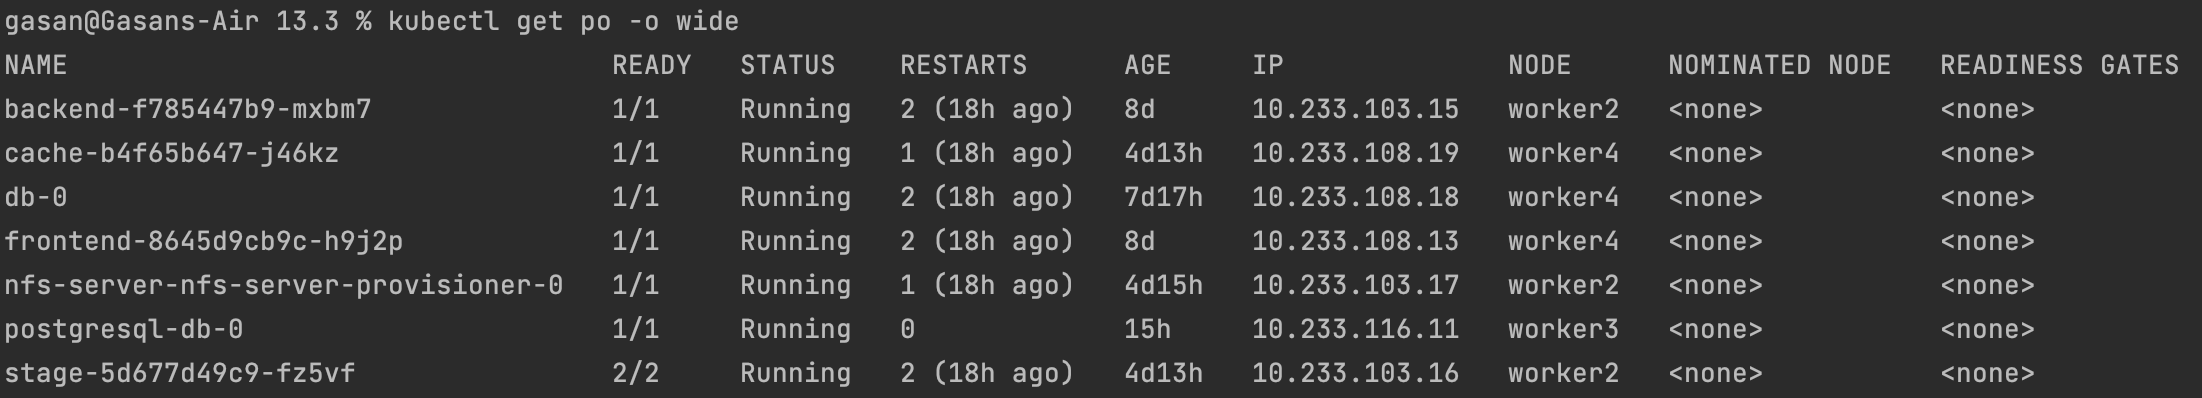 gasan@Gasans-Air 13.3 % kubectl get po -o wide
NAME                                  READY   STATUS    RESTARTS      AGE     IP              NODE      NOMINATED NODE   READINESS GATES
backend-f785447b9-mxbm7               1/1     Running   2 (18h ago)   8d      10.233.103.15   worker2   <none>           <none>
cache-b4f65b647-j46kz                 1/1     Running   1 (18h ago)   4d13h   10.233.108.19   worker4   <none>           <none>
db-0                                  1/1     Running   2 (18h ago)   7d17h   10.233.108.18   worker4   <none>           <none>
frontend-8645d9cb9c-h9j2p             1/1     Running   2 (18h ago)   8d      10.233.108.13   worker4   <none>           <none>
nfs-server-nfs-server-provisioner-0   1/1     Running   1 (18h ago)   4d15h   10.233.103.17   worker2   <none>           <none>
postgresql-db-0                       1/1     Running   0             15h     10.233.116.11   worker3   <none>           <none>
stage-5d677d49c9-fz5vf                2/2     Running   2 (18h ago)   4d13h   10.233.103.16   worker2   <none>           <none>